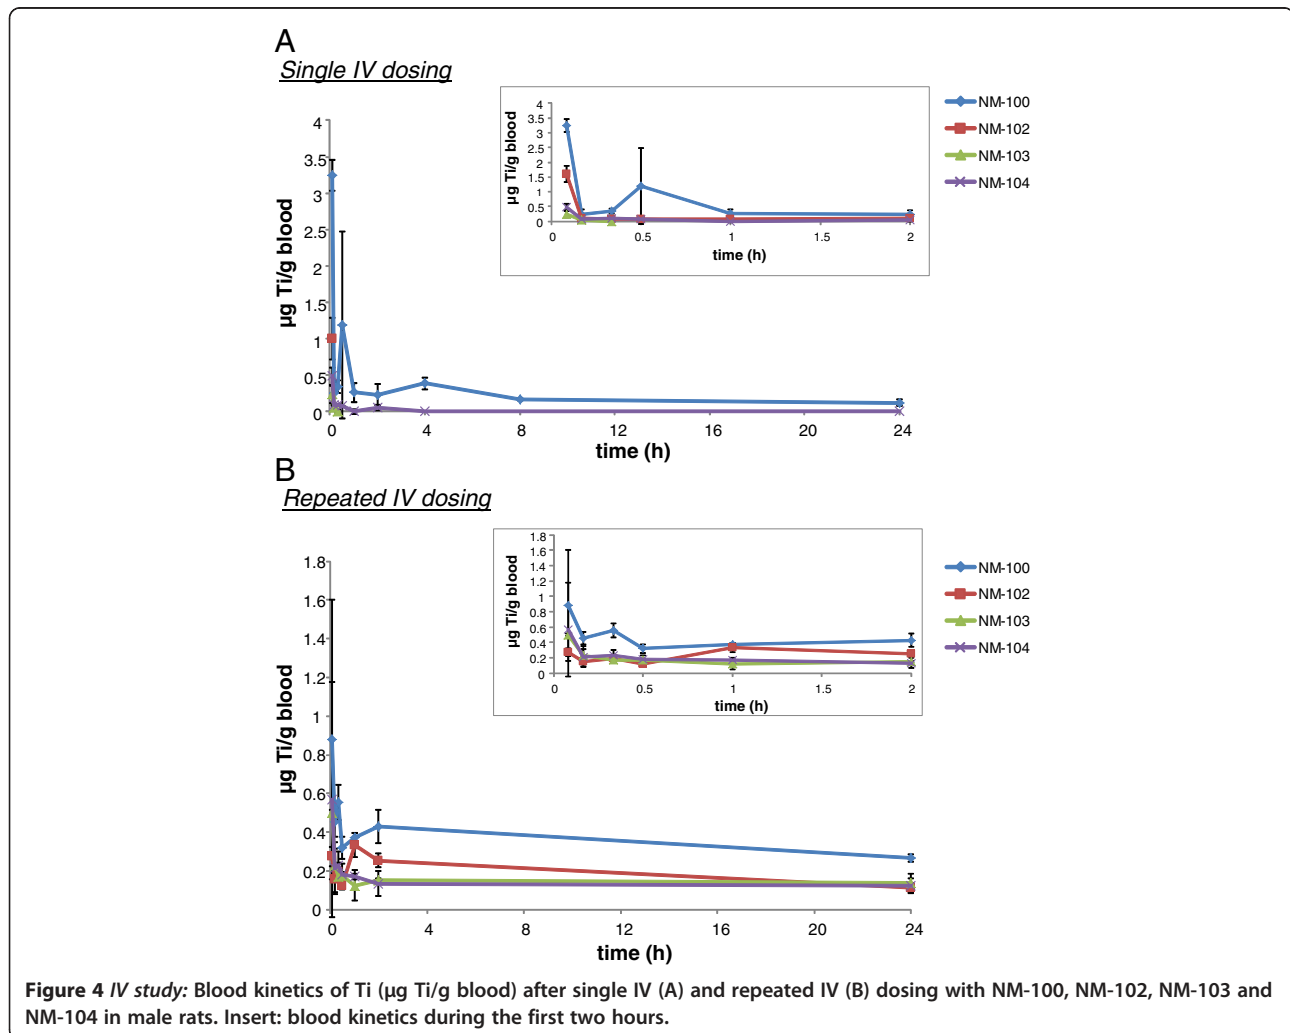 A
Single IV dosing
µg Ti/g blood
4
3.5
3
2.5
2
1.5
1
0.5
0
0 4 8 12 16 20 24
time (h)
µg Ti/g blood
4
3.5
3
2.5
2
1.5
1
0.5
0
0 0.5 1 1.5 2
time (h)
NM-100
NM-102
NM-103
NM-104
B
Repeated IV dosing
µg Ti/g blood
1.8
1.6
1.4
1.2
1
0.8
0.6
0.4
0.2
0
0 4 8 12 16 20 24
time (h)
µg Ti/g blood
1.8
1.6
1.4
1.2
1
0.8
0.6
0.4
0.2
0
0 0.5 1 1.5 2
time (h)
NM-100
NM-102
NM-103
NM-104
Figure 4 IV study: Blood kinetics of Ti (µg Ti/g blood) after single IV (A) and repeated IV (B) dosing with NM-100, NM-102, NM-103 and
NM-104 in male rats. Insert: blood kinetics during the first two hours.